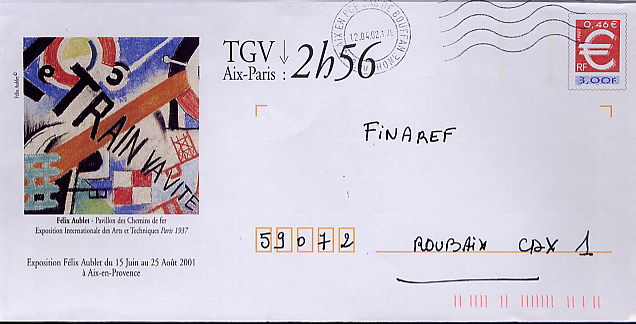 0,46 €
€
RF
3,00F
12.04.02
TGV
Aix-Paris : 2h56
Félix Aublet©
TRAIN VA VITE
Félix Aublet - Pavillon des Chemins de fer
Exposition Internationale des Arts et Techniques Paris 1937
Exposition Félix Aublet du 15 Juin au 25 Août 2001
à Aix-en-Provence
FINAREF
59072 ROUBAIX CDX 1